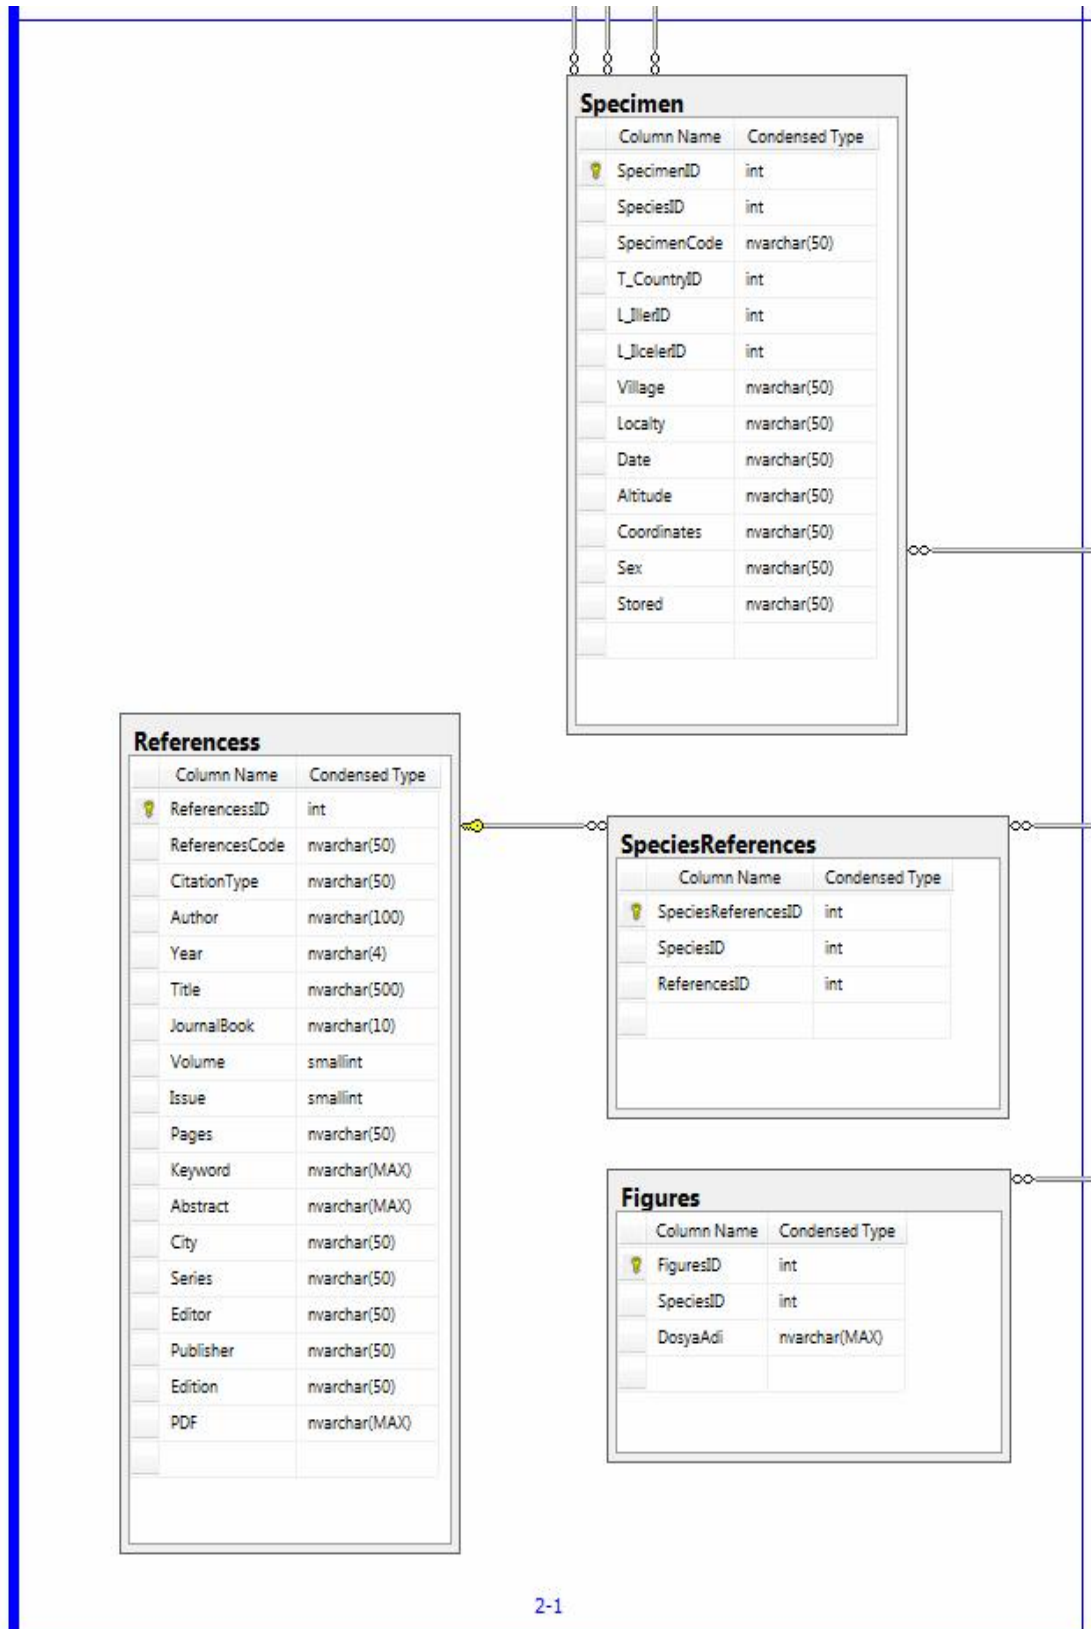 Specimen
Column Name Condensed Type
SpecimenID int
SpeciesID int
SpecimenCode nvarchar(50)
T_CountryID int
L_IllerID int
L_IlcelerID int
Village nvarchar(50)
Localty nvarchar(50)
Date nvarchar(50)
Altitude nvarchar(50)
Coordinates nvarchar(50)
Sex nvarchar(50)
Stored nvarchar(50)
Referencess
Column Name Condensed Type
ReferencessID int
ReferencesCode nvarchar(50)
CitationType nvarchar(50)
Author nvarchar(100)
Year nvarchar(4)
Title nvarchar(500)
JournalBook nvarchar(10)
Volume smallint
Issue smallint
Pages nvarchar(50)
Keyword nvarchar(MAX)
Abstract nvarchar(MAX)
City nvarchar(50)
Series nvarchar(50)
Editor nvarchar(50)
Publisher nvarchar(50)
Edition nvarchar(50)
PDF nvarchar(MAX)
SpeciesReferences
Column Name Condensed Type
SpeciesReferencesID int
SpeciesID int
ReferencesID int
Figures
Column Name Condensed Type
FiguresID int
SpeciesID int
DosyaAdi nvarchar(MAX)
2-1